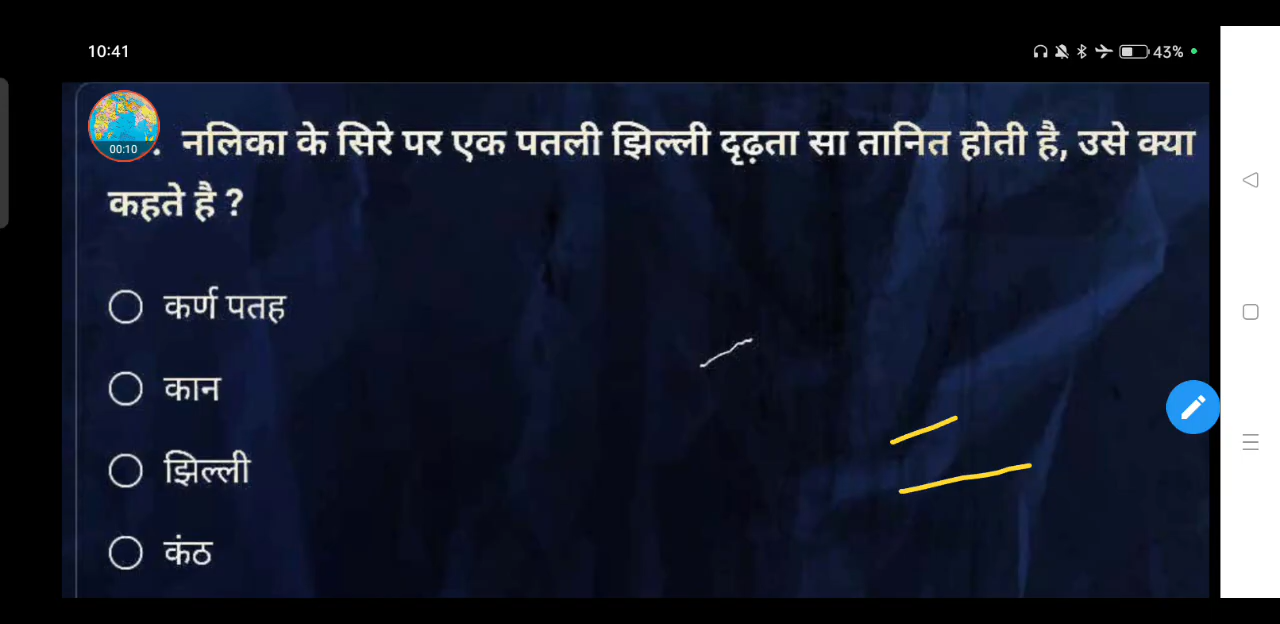 10:41
43%
00:10
. नलिका के सिरे पर एक पतली झिल्ली दृढ़ता सा तानित होती है, उसे क्या
कहते है ?
कर्ण पतह
कान
झिल्ली
कंठ